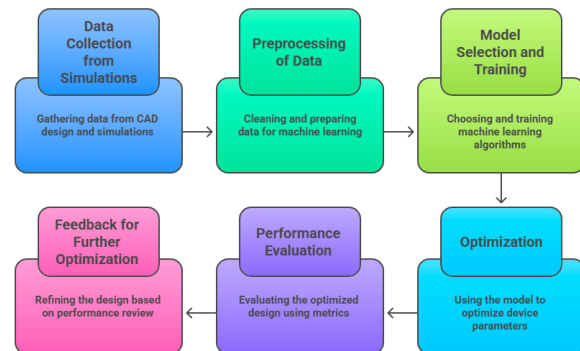 Data
Collection
from
Simulations
Gathering data from CAD
design and simulations
Preprocessing
of Data
Cleaning and preparing
data for machine learning
Model
Selection and
Training
Choosing and training
machine learning
algorithms
Optimization
Using the model to
optimize device
parameters
Performance
Evaluation
Evaluating the optimized
design using metrics
Feedback for
Further
Optimization
Refining the design based
on performance review